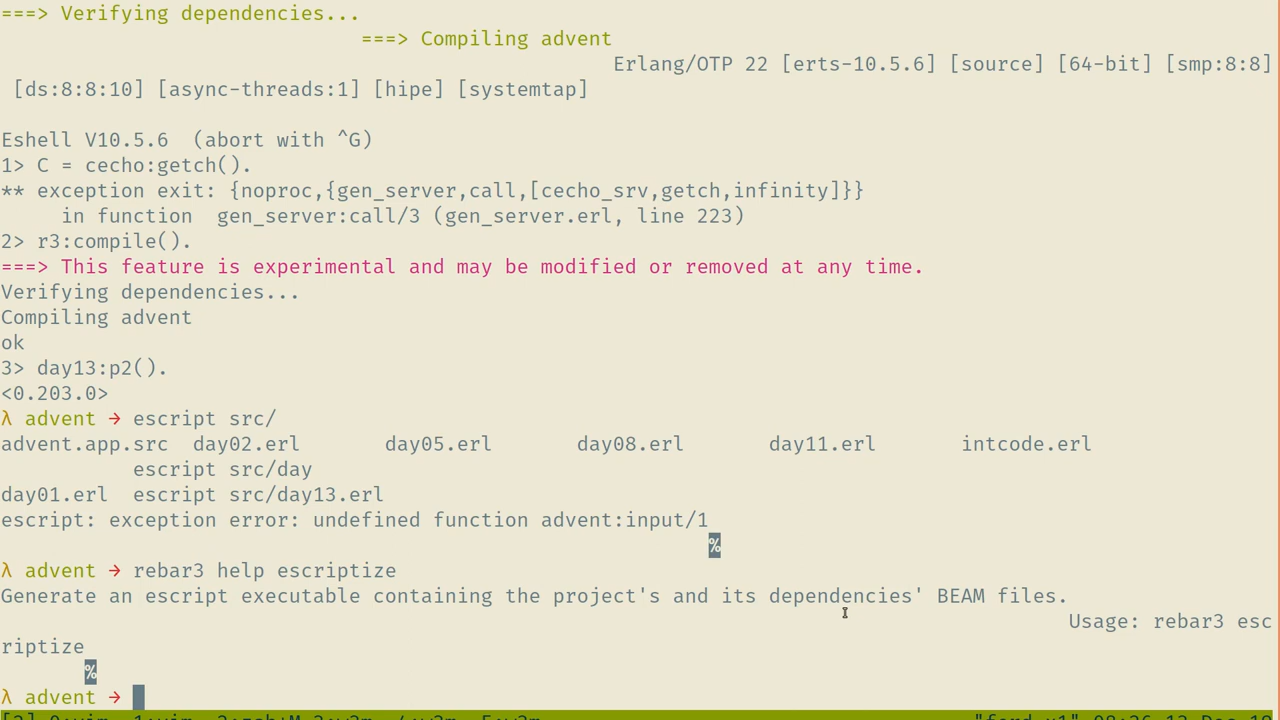 ===> Verifying dependencies...
===> Compiling advent
Erlang/OTP 22 [erts-10.5.6] [source] [64-bit] [smp:8:8]
[ds:8:8:10] [async-threads:1] [hipe] [systemtap]
Eshell V10.5.6  (abort with ^G)
1> C = cecho:getch().
** exception exit: {noproc,{gen_server,call,[cecho_srv,getch,infinity]}}
in function  gen_server:call/3 (gen_server.erl, line 223)
2> r3:compile().
===> This feature is experimental and may be modified or removed at any time.
Verifying dependencies...
Compiling advent
ok
3> day13:p2().
<0.203.0>
λ advent → escript src/
advent.app.src  day02.erl        day05.erl        day08.erl        day11.erl        intcode.erl
escript src/day
day01.erl  escript src/day13.erl
escript: exception error: undefined function advent:input/1
%
λ advent → rebar3 help escriptize
Generate an escript executable containing the project's and its dependencies' BEAM files.
Usage: rebar3 esc
riptize
%
λ advent →